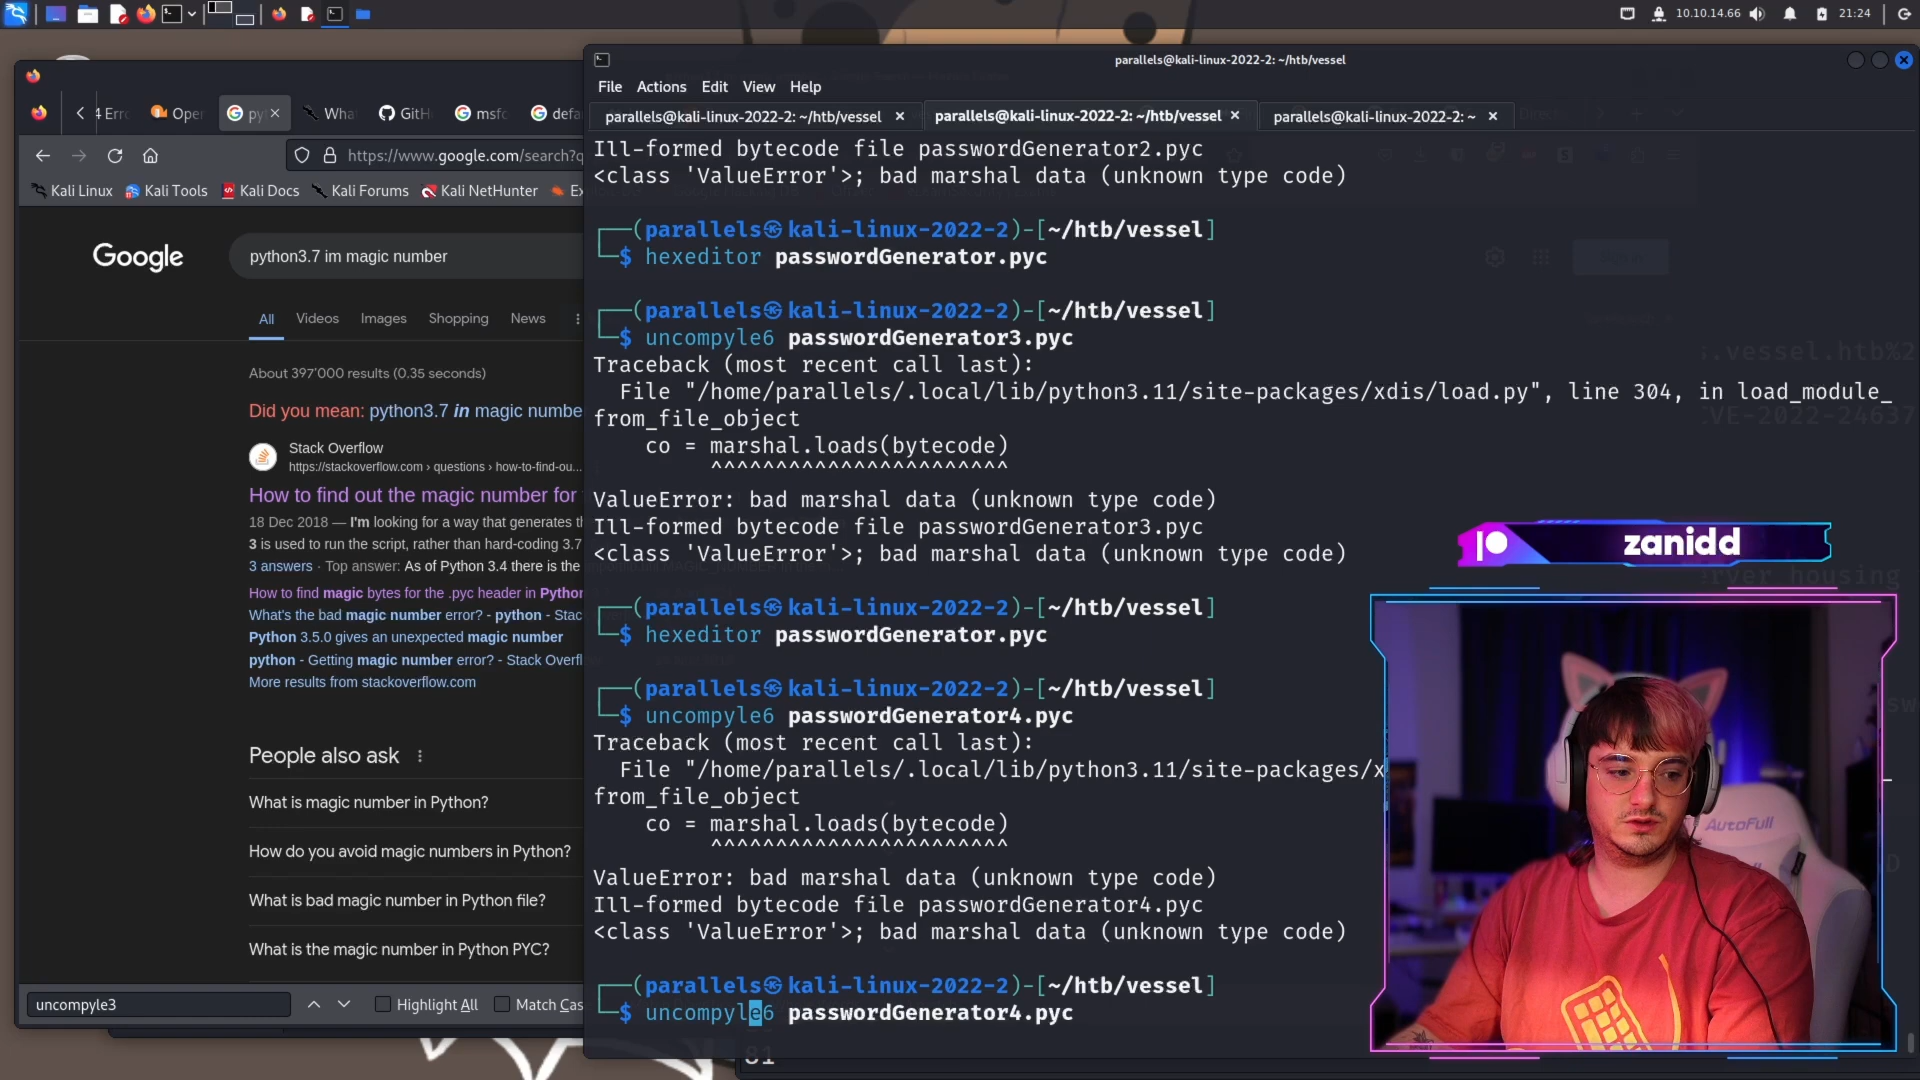 10.10.14.66
21:24
parallels@kali-linux-2022-2: ~/htb/vessel
File Actions Edit View Help
parallels@kali-linux-2022-2: ~/htb/vessel
parallels@kali-linux-2022-2: ~/htb/vessel
parallels@kali-linux-2022-2: ~
4 Erro
Oper
py
What
GitH
msfc
defa
https://www.google.com/search?q
Kali Linux
Kali Tools
Kali Docs
Kali Forums
Kali NetHunter
Ex
Google
python3.7 im magic number
All Videos Images Shopping News
About 397'000 results (0.35 seconds)
Did you mean: python3.7 in magic numbe
Stack Overflow
https://stackoverflow.com › questions › how-to-find-ou...
How to find out the magic number for
18 Dec 2018 — I'm looking for a way that generates th
3 is used to run the script, rather than hard-coding 3.7
3 answers · Top answer: As of Python 3.4 there is the
How to find magic bytes for the .pyc header in Python
What's the bad magic number error? - python - Stac
Python 3.5.0 gives an unexpected magic number
python - Getting magic number error? - Stack Overfl
More results from stackoverflow.com
People also ask
What is magic number in Python?
How do you avoid magic numbers in Python?
What is bad magic number in Python file?
What is the magic number in Python PYC?
uncompyle3
Highlight All
Match Cas
Ill-formed bytecode file passwordGenerator2.pyc
<class 'ValueError'>; bad marshal data (unknown type code)
┌──(parallels㉿kali-linux-2022-2)-[~/htb/vessel]
└─$ hexeditor passwordGenerator.pyc
┌──(parallels㉿kali-linux-2022-2)-[~/htb/vessel]
└─$ uncompyle6 passwordGenerator3.pyc
Traceback (most recent call last):
File "/home/parallels/.local/lib/python3.11/site-packages/xdis/load.py", line 304, in load_module_
from_file_object
co = marshal.loads(bytecode)
^^^^^^^^^^^^^^^^^^^^^^^
ValueError: bad marshal data (unknown type code)
Ill-formed bytecode file passwordGenerator3.pyc
<class 'ValueError'>; bad marshal data (unknown type code)
┌──(parallels㉿kali-linux-2022-2)-[~/htb/vessel]
└─$ hexeditor passwordGenerator.pyc
┌──(parallels㉿kali-linux-2022-2)-[~/htb/vessel]
└─$ uncompyle6 passwordGenerator4.pyc
Traceback (most recent call last):
File "/home/parallels/.local/lib/python3.11/site-packages/x
from_file_object
co = marshal.loads(bytecode)
^^^^^^^^^^^^^^^^^^^^^^^
ValueError: bad marshal data (unknown type code)
Ill-formed bytecode file passwordGenerator4.pyc
<class 'ValueError'>; bad marshal data (unknown type code)
┌──(parallels㉿kali-linux-2022-2)-[~/htb/vessel]
└─$ uncompyle6 passwordGenerator4.pyc
81
.vessel.htb%2
VE-2022-24637
rver housing
zanidd
AutoFull